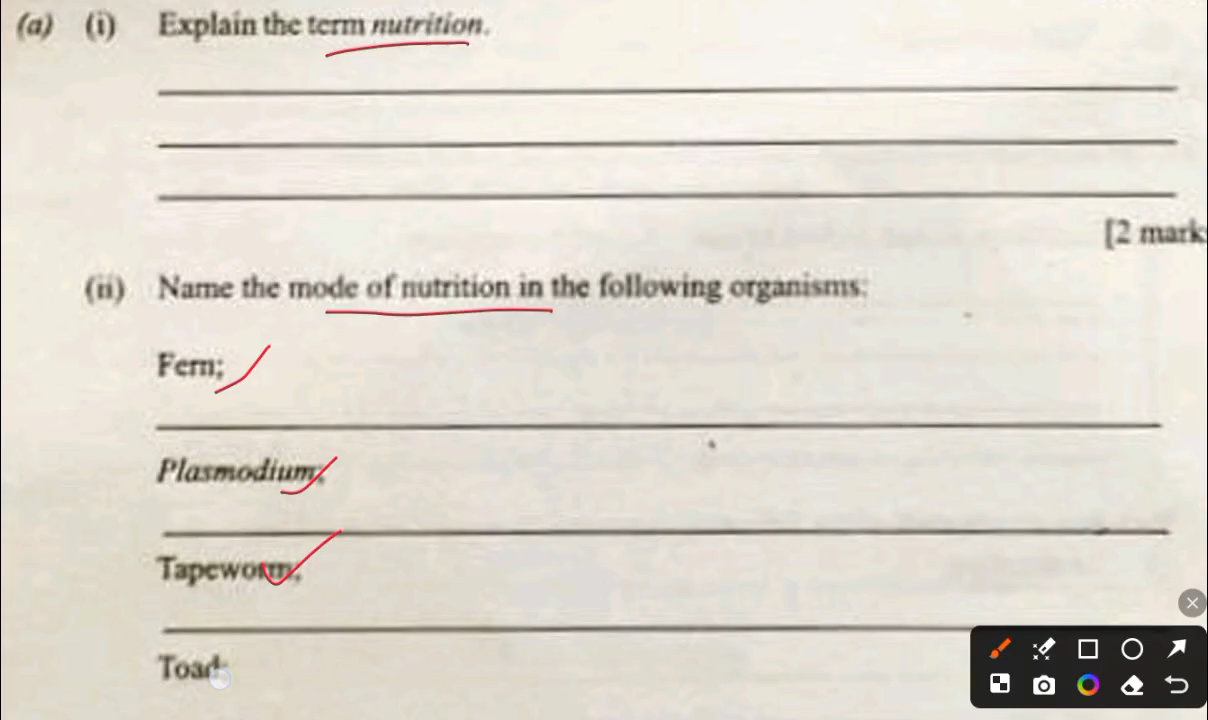 (a) (i) Explain the term nutrition.
[2 mark
(ii) Name the mode of nutrition in the following organisms:
Fern;
Plasmodium;
Tapeworm;
Toad: